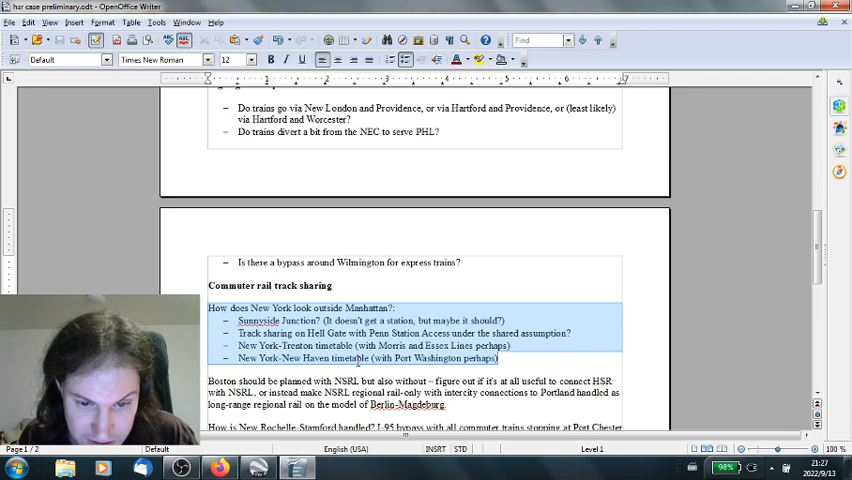 hsr case preliminary.odt - OpenOffice Writer
File Edit View Insert Format Table Tools Window Help
Find
Default Times New Roman 12 B I U
1 2 3 4 5 6 7
– Do trains go via New London and Providence, or via Hartford and Providence, or (least likely)
via Hartford and Worcester?
– Do trains divert a bit from the NEC to serve PHL?
– Is there a bypass around Wilmington for express trains?
Commuter rail track sharing
How does New York look outside Manhattan?:
– Sunnyside Junction? (It doesn't get a station, but maybe it should?)
– Track sharing on Hell Gate with Penn Station Access under the shared assumption?
– New York-Trenton timetable (with Morris and Essex Lines perhaps)
– New York-New Haven timetable (with Port Washington perhaps)
Boston should be planned with NSRL but also without – figure out if it's at all useful to connect HSR
with NSRL, or instead make NSRL regional rail-only with intercity connections to Portland handled as
long-range regional rail on the model of Berlin-Magdeburg.
How is New Rochelle-Stamford handled? I-95 bypass with all commuter trains stopping at Port Chester
Page 1 / 2 Default English (USA) INSRT STD Level 1 100%
98% 21:27
2022/9/13